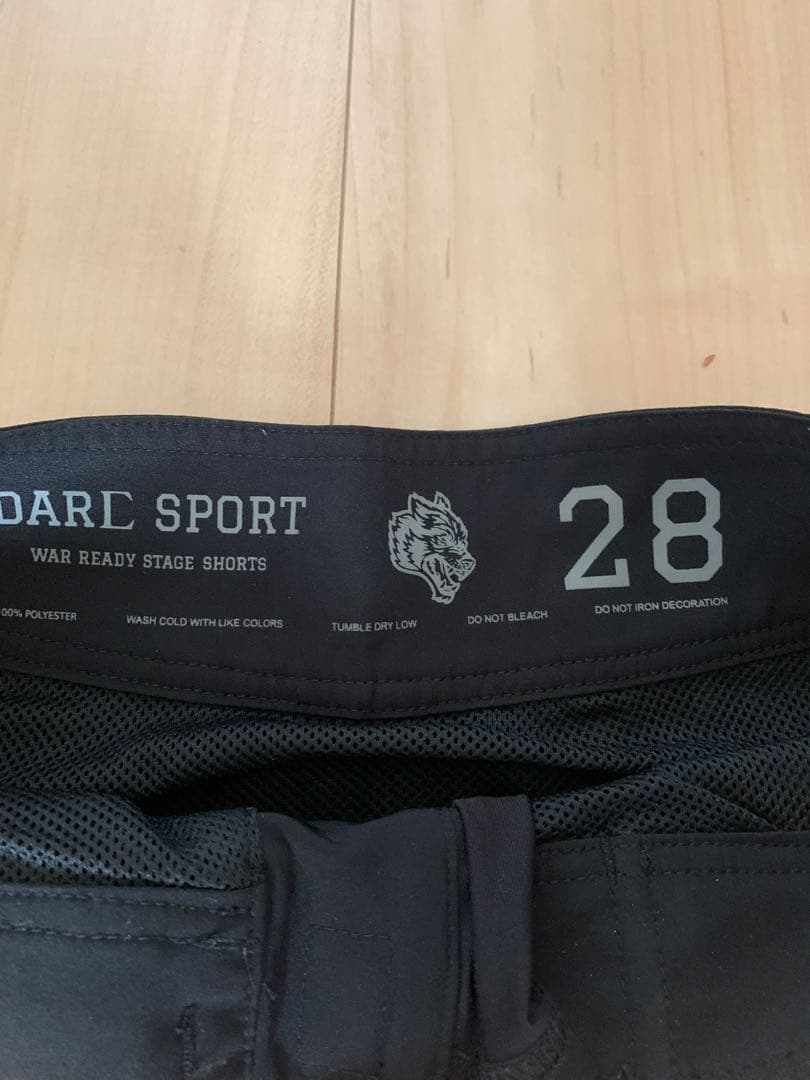 DARC SPORT
WAR READY STAGE SHORTS
28
00% POLYESTER
WASH COLD WITH LIKE COLORS
TUMBLE DRY LOW
DO NOT BLEACH
DO NOT IRON DECORATION